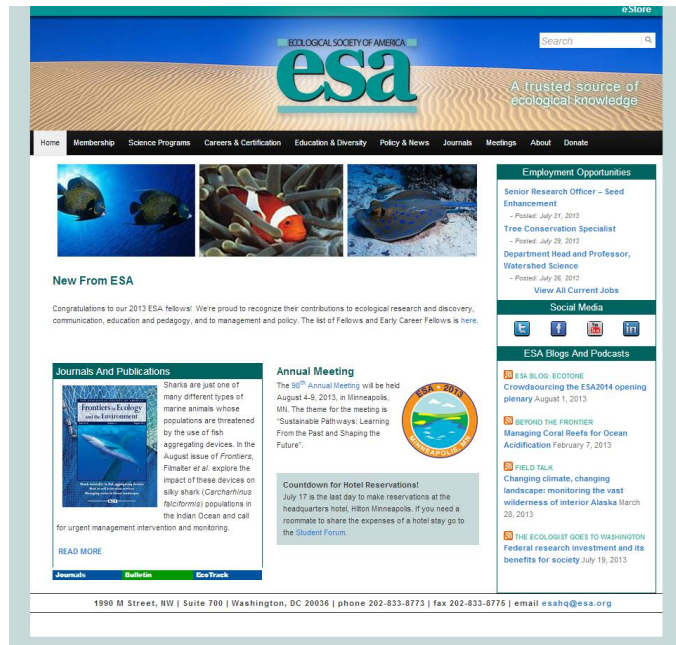 eStore
ECOLOGICAL SOCIETY OF AMERICA
esa
Search
A trusted source of
ecological knowledge
Home Membership Science Programs Careers & Certification Education & Diversity Policy & News Journals Meetings About Donate
New From ESA
Congratulations to our 2013 ESA fellows! We're proud to recognize their contributions to ecological research and discovery,
communication, education and pedagogy, and to management and policy. The list of Fellows and Early Career Fellows is here.
Journals And Publications
Frontiers in Ecology
and the Environment
Sharks are just one of
many different types of
marine animals whose
populations are threatened
by the use of fish
aggregating devices. In the
August issue of Frontiers,
Filmalter et al. explore the
impact of these devices on
silky shark (Carcharhinus
falciformis) populations in
the Indian Ocean and call
for urgent management intervention and monitoring.
READ MORE
Journals Bulletin EcoTrack
Annual Meeting
The 98th Annual Meeting will be held
August 4-9, 2013, in Minneapolis,
MN. The theme for the meeting is
"Sustainable Pathways: Learning
From the Past and Shaping the
Future".
ESA 2013
MINNEAPOLIS, MN
Countdown for Hotel Reservations!
July 17 is the last day to make reservations at the
headquarters hotel, Hilton Minneapolis. If you need a
roommate to share the expenses of a hotel stay go to
the Student Forum.
Employment Opportunities
Senior Research Officer – Seed
Enhancement
- Posted: July 31, 2013
Tree Conservation Specialist
- Posted: July 29, 2013
Department Head and Professor,
Watershed Science
- Posted: July 26, 2013
View All Current Jobs
Social Media
You Tube
in
ESA Blogs And Podcasts
ESA BLOG: ECOTONE
Crowdsourcing the ESA2014 opening
plenary August 1, 2013
BEYOND THE FRONTIER
Managing Coral Reefs for Ocean
Acidification February 7, 2013
FIELD TALK
Changing climate, changing
landscape: monitoring the vast
wilderness of interior Alaska March
28, 2013
THE ECOLOGIST GOES TO WASHINGTON
Federal research investment and its
benefits for society July 19, 2013
1990 M Street, NW | Suite 700 | Washington, DC 20036 | phone 202-833-8773 | fax 202-833-8775 | email esahq@esa.org